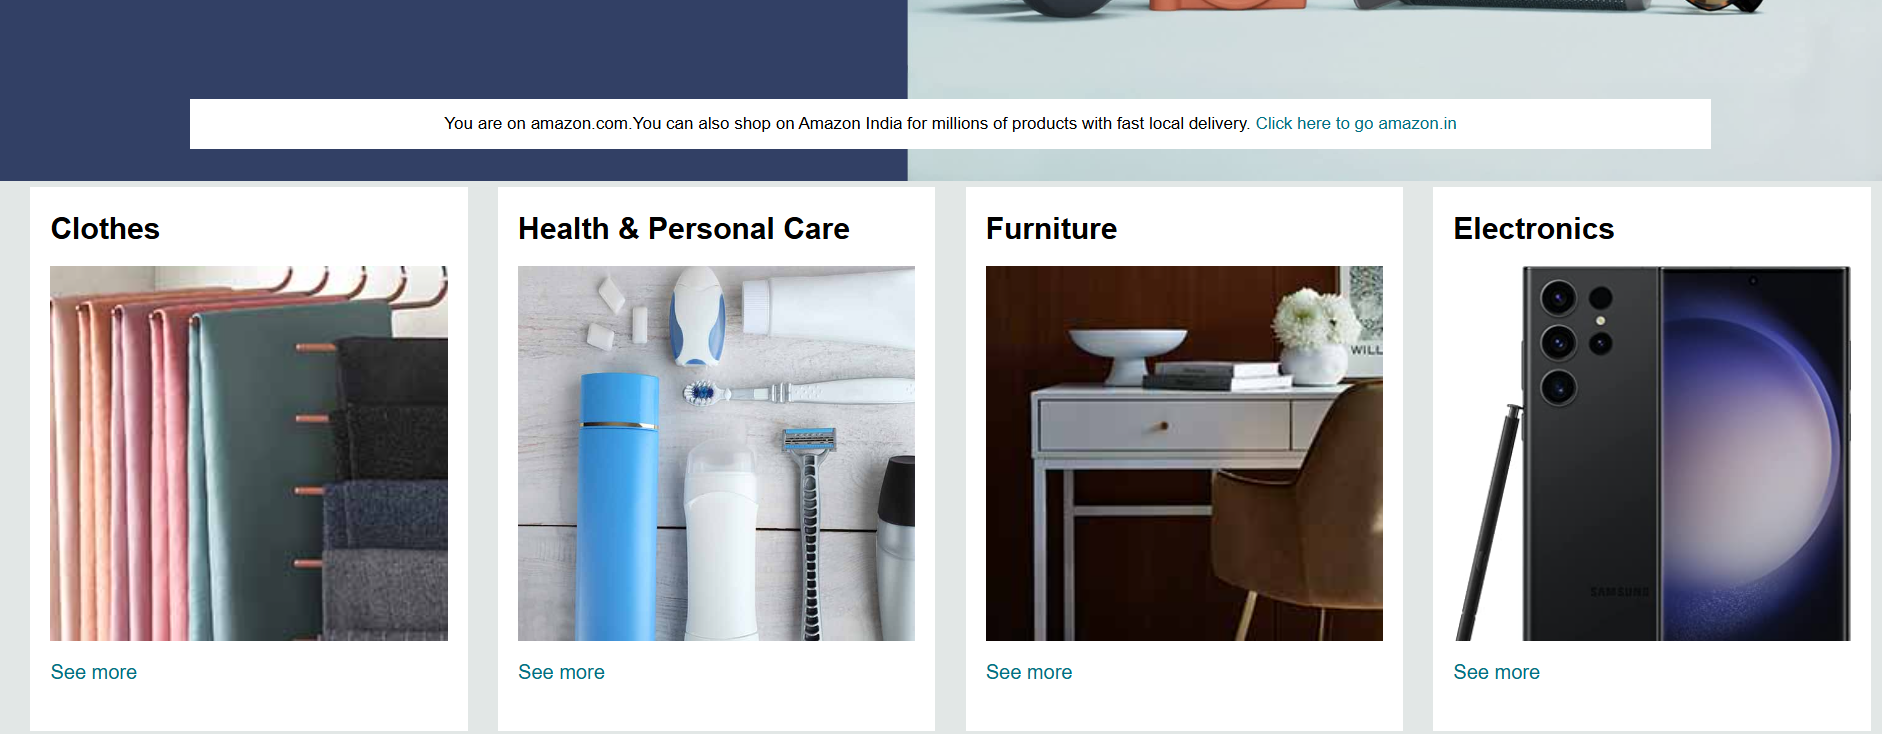 You are on amazon.com.You can also shop on Amazon India for millions of products with fast local delivery. Click here to go amazon.in
Clothes
Health & Personal Care
Furniture
Electronics
WILL
SAMSUNG
See more
See more
See more
See more